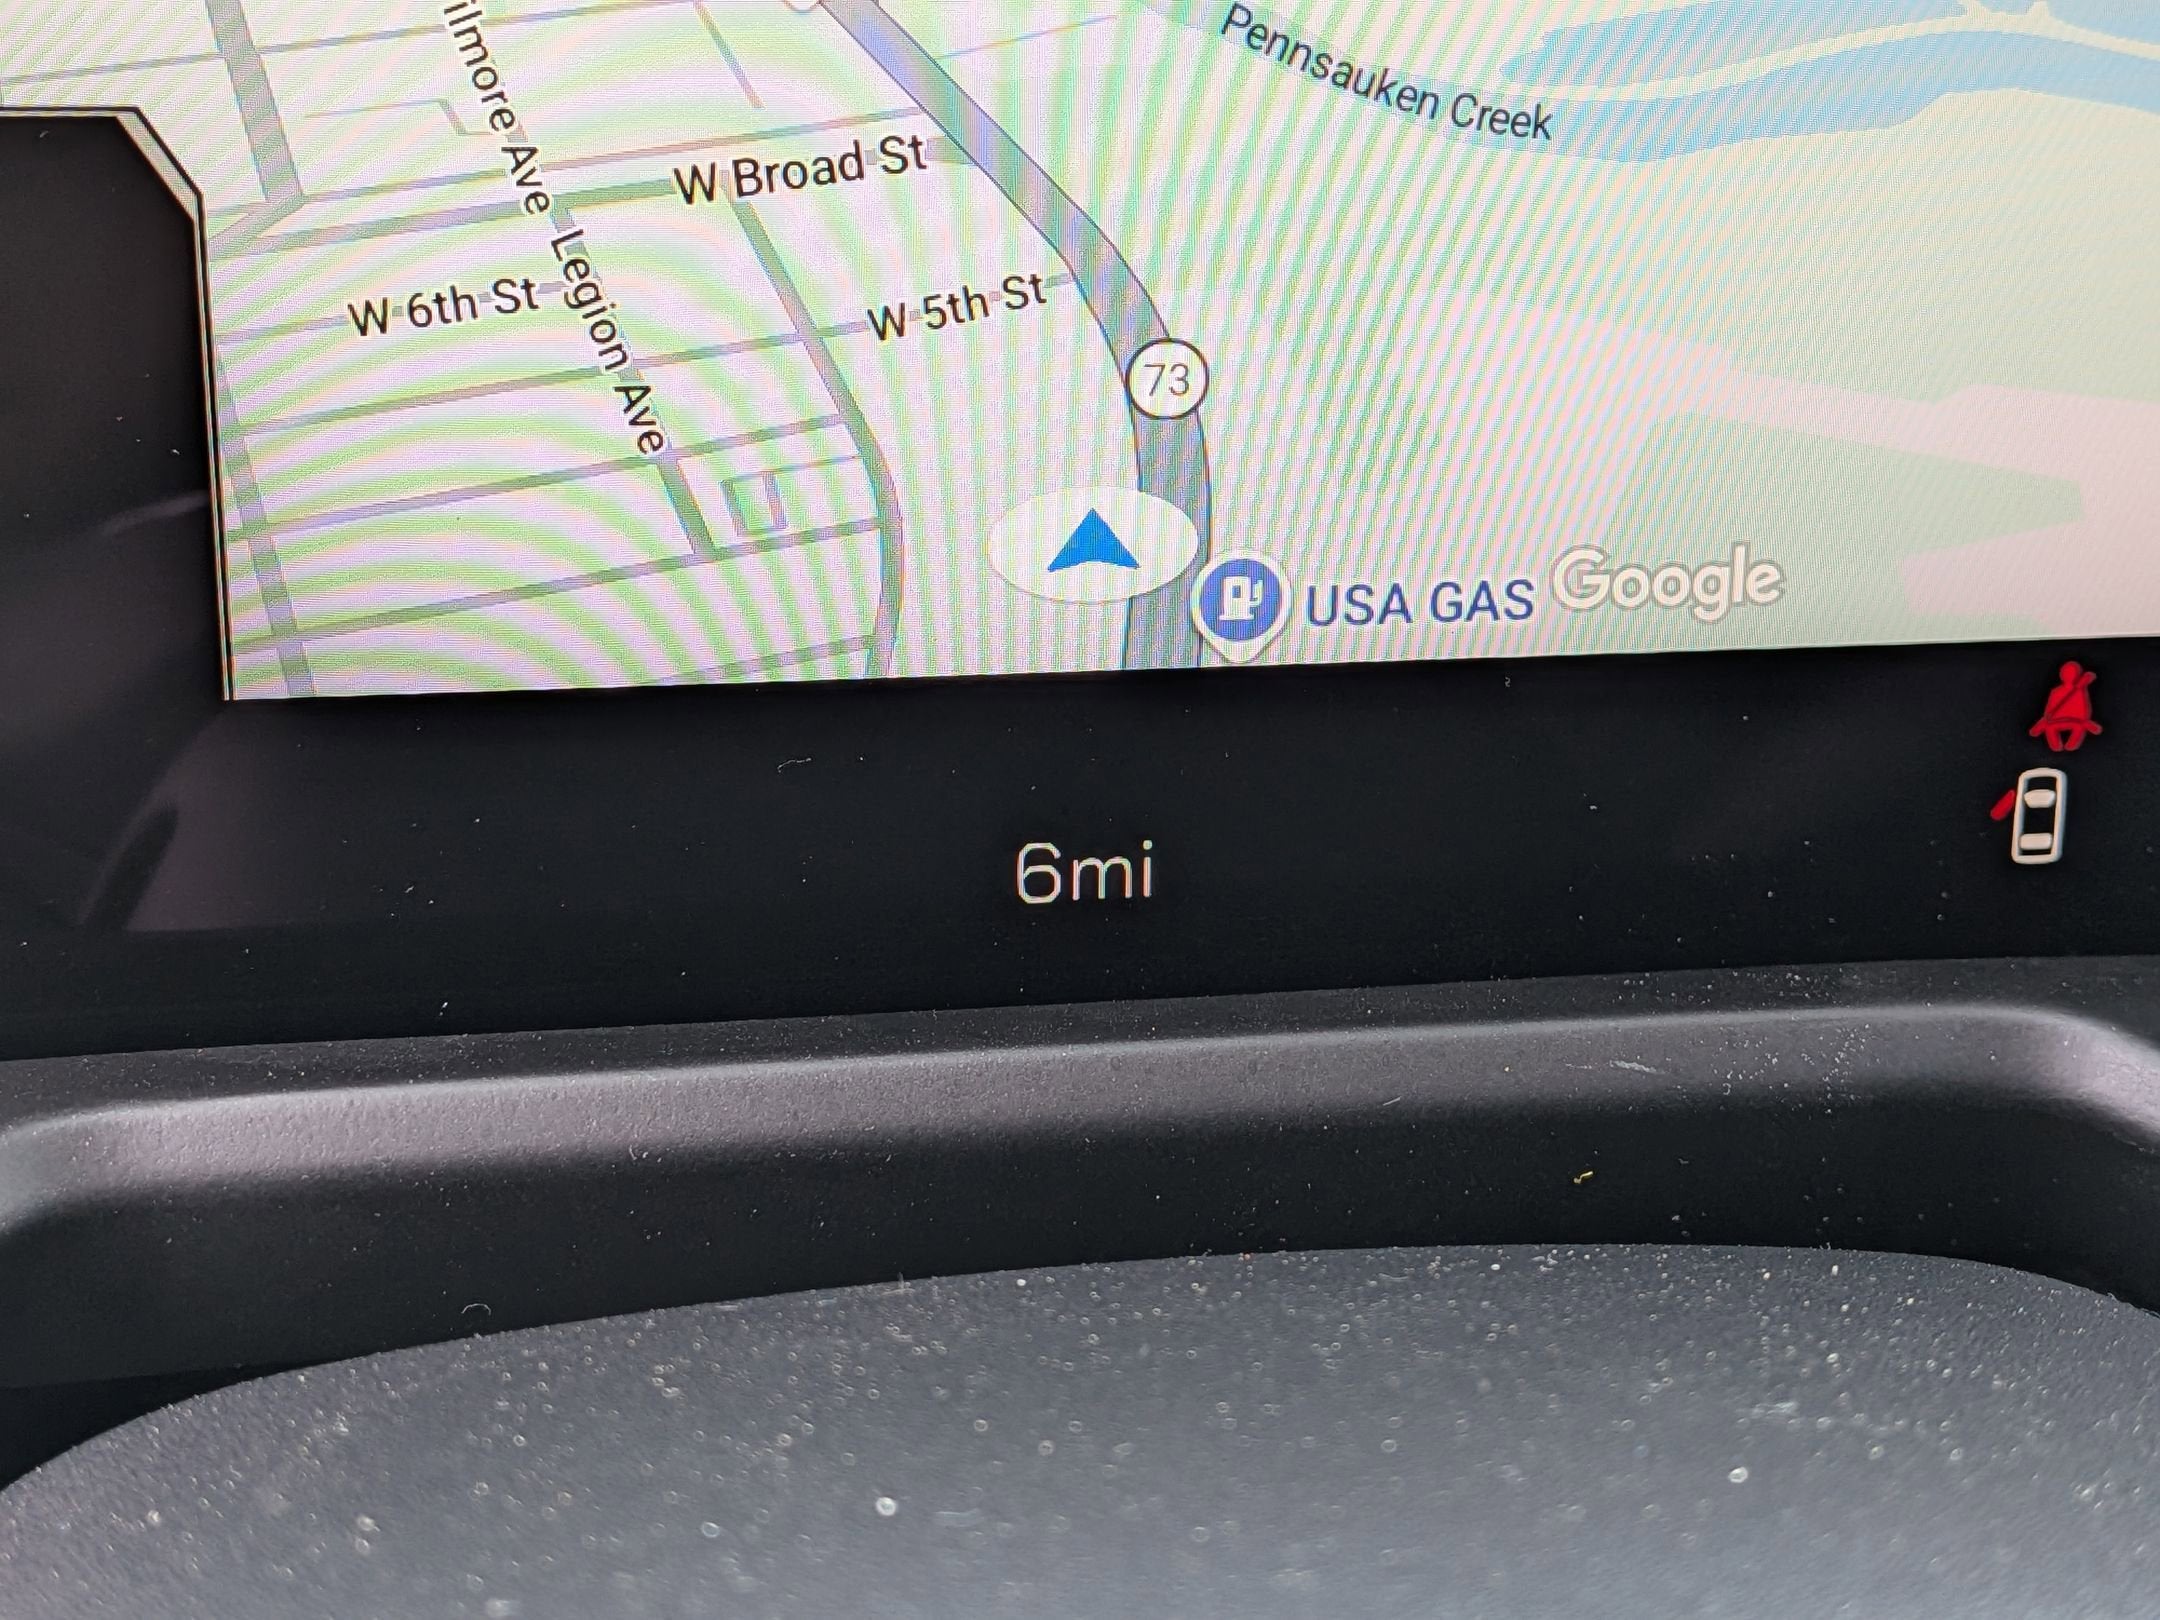 Pennsauken Creek
ilmore Ave
W Broad St
Legion Ave
W 6th St
W 5th St
73
USA GAS
Google
6mi